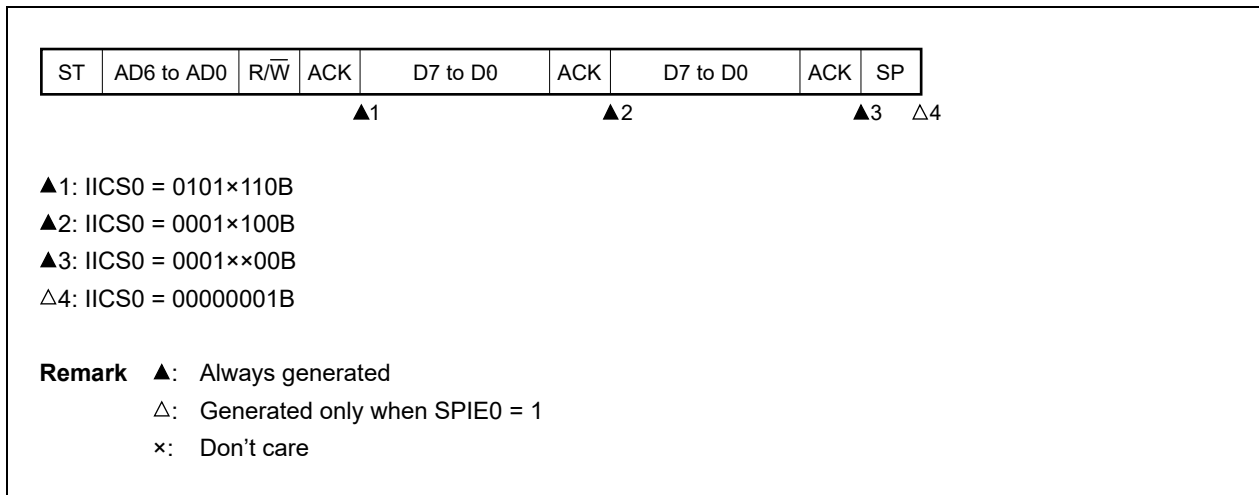 ST AD6 to AD0 R/W̅ ACK D7 to D0 ACK D7 to D0 ACK SP
▲1 ▲2 ▲3 △4
▲1: IICS0 = 0101×110B
▲2: IICS0 = 0001×100B
▲3: IICS0 = 0001××00B
△4: IICS0 = 00000001B
Remark ▲: Always generated
△: Generated only when SPIE0 = 1
×: Don’t care